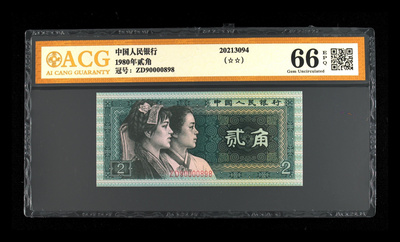 ACG
AI CANG GUARANTY
中国人民银行
1980年贰角
冠号：ZD90000898
20213094
(☆☆)
66 EPQ
Gem Uncirculated
中国人民银行
贰角
2
2